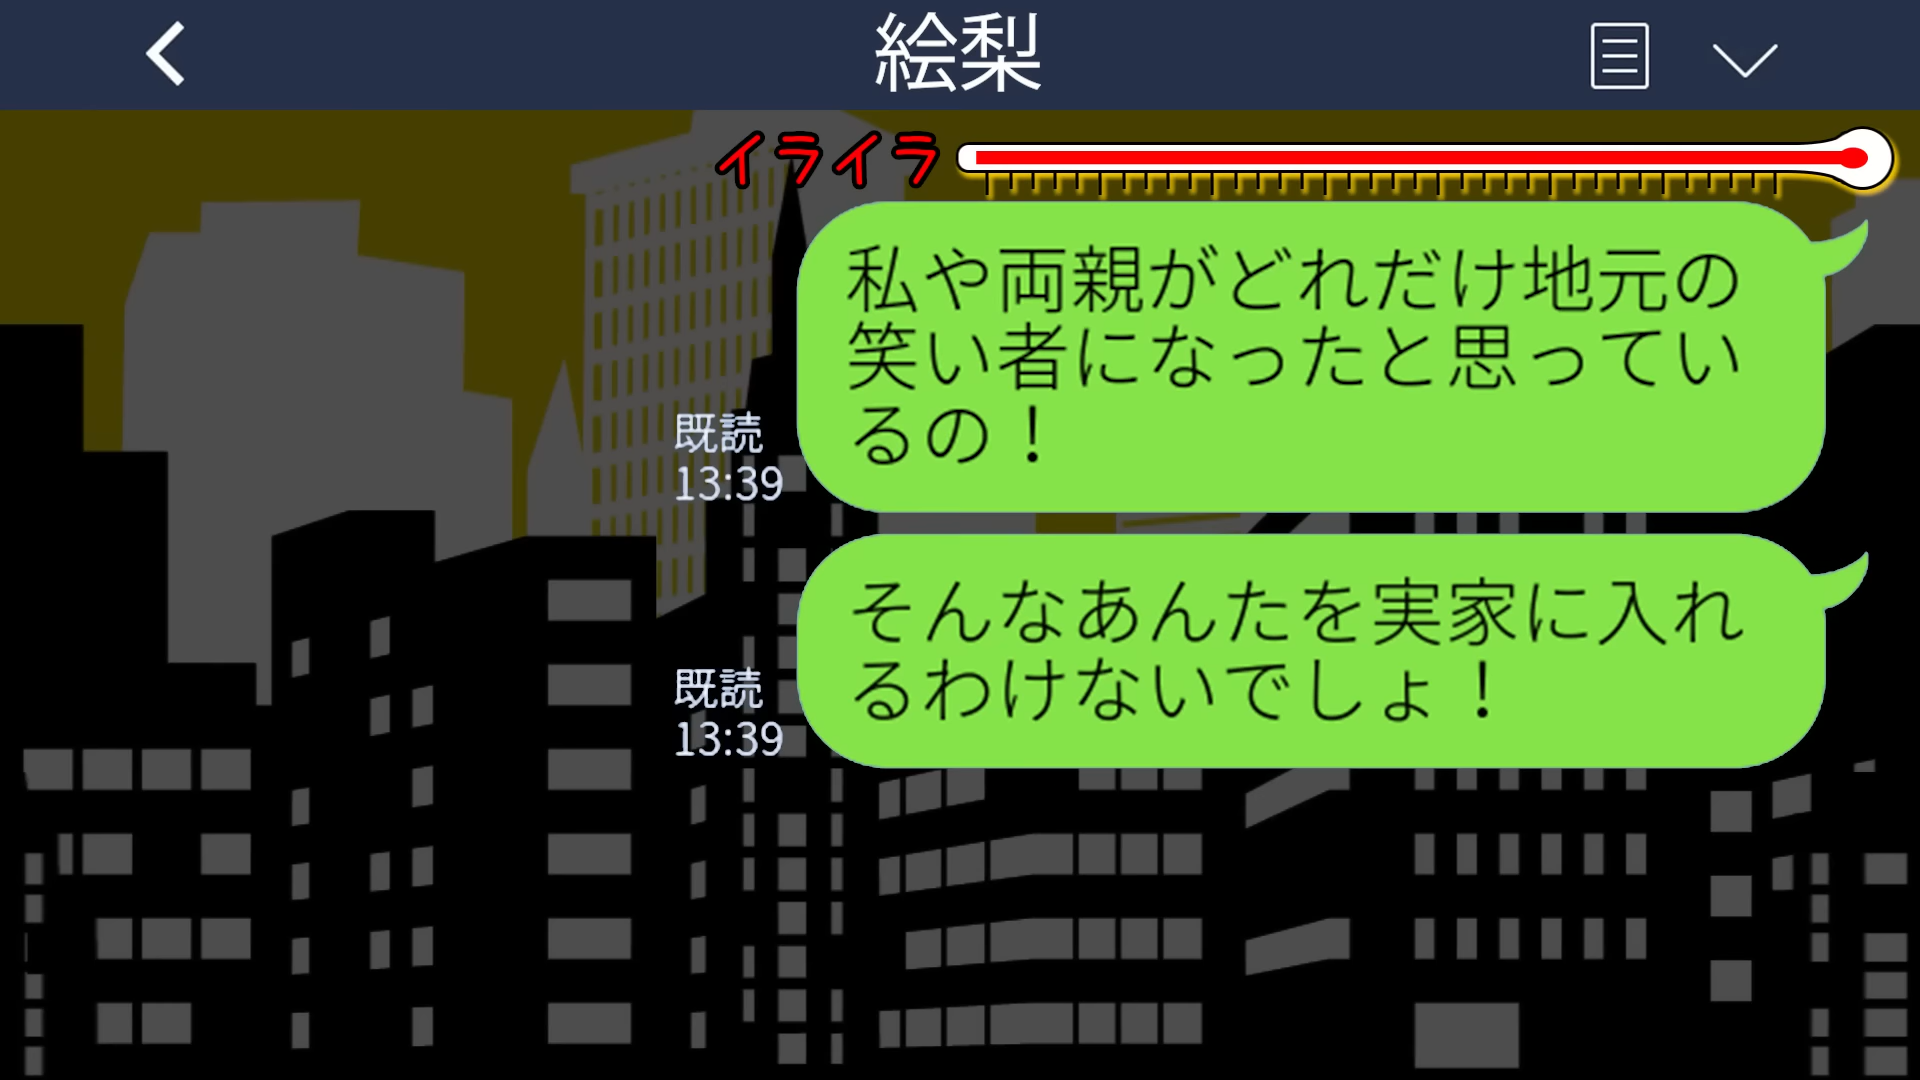 絵梨
イライラ
私や両親がどれだけ地元の
笑い者になったと思ってい
るの！
既読
13:39
そんなあんたを実家に入れ
るわけないでしょ！
既読
13:39